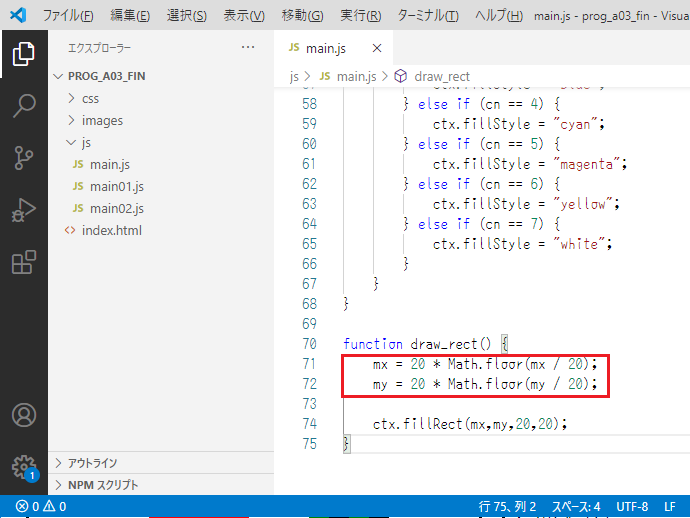 ファイル(F) 編集(E) 選択(S) 表示(V) 移動(G) 実行(R) ターミナル(T) ヘルプ(H) main.js - prog_a03_fin - Visua
エクスプローラー ...
PROG_A03_FIN
css
images
js
JS main.js
JS main01.js
JS main02.js
<> index.html
アウトライン
NPM スクリプト
1
JS main.js ×
js > JS main.js > draw_rect
58 } else if (cn == 4) {
59 ctx.fillStyle = "cyan";
60 } else if (cn == 5) {
61 ctx.fillStyle = "magenta";
62 } else if (cn == 6) {
63 ctx.fillStyle = "yellow";
64 } else if (cn == 7) {
65 ctx.fillStyle = "white";
66 }
67 }
68 }
69
70 function draw_rect() {
71 mx = 20 * Math.floor(mx / 20);
72 my = 20 * Math.floor(my / 20);
73
74 ctx.fillRect(mx,my,20,20);
75 }
0 0 行 75、列 2 スペース: 4 UTF-8 LF